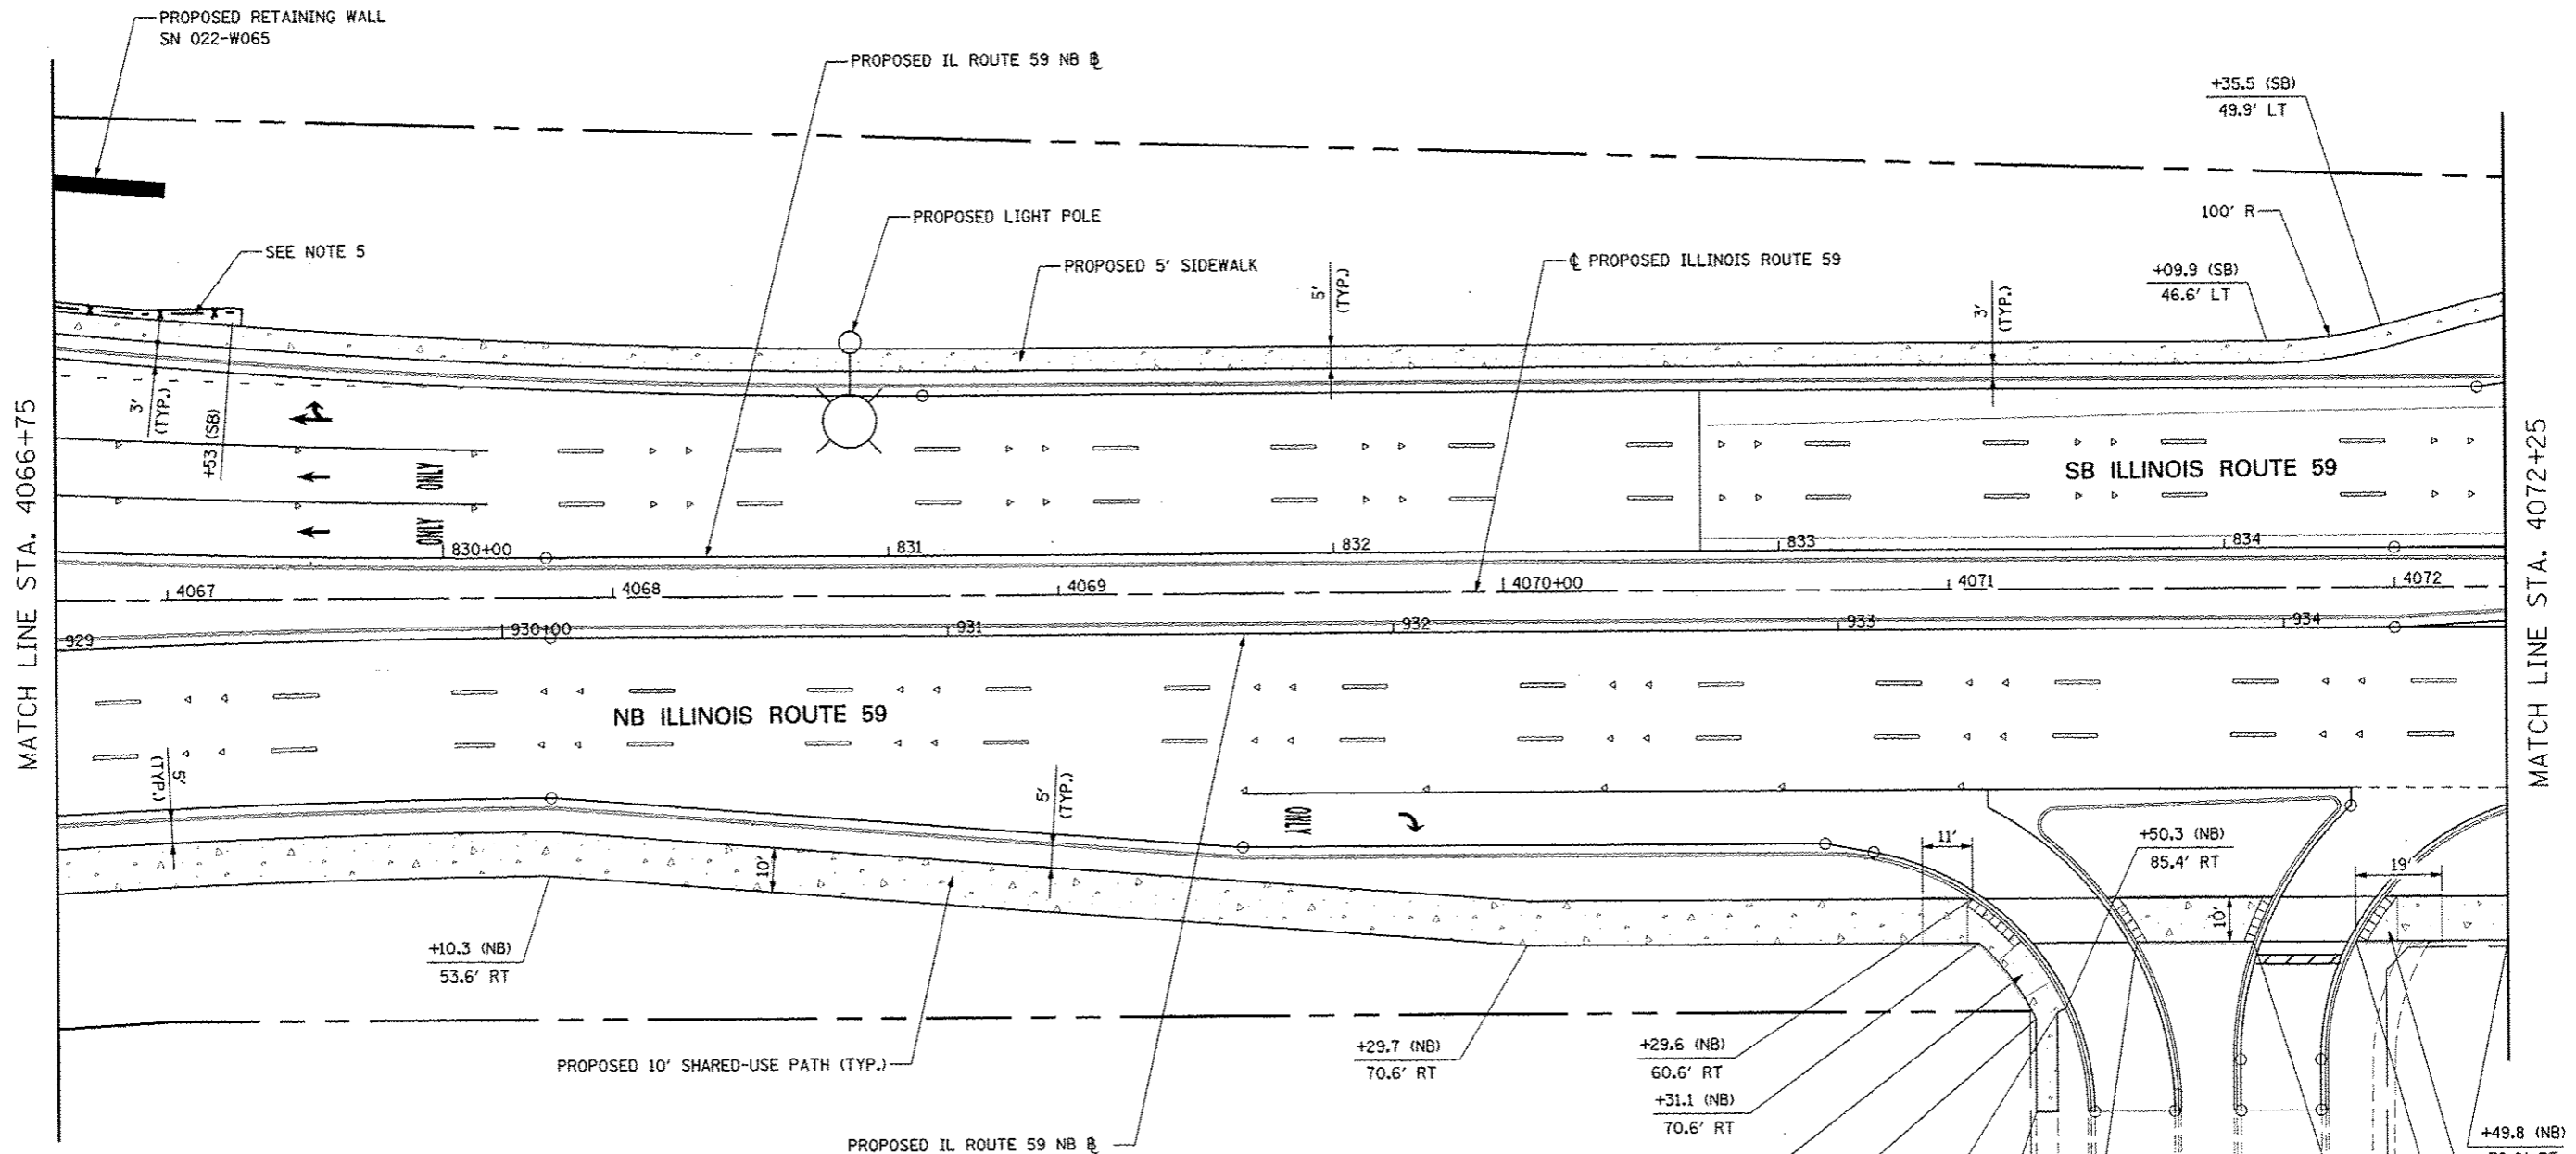 PROPOSED RETAINING WALL
SN 022-W065
PROPOSED IL ROUTE 59 NB ⅊
+35.5 (SB)
49.9' LT
PROPOSED LIGHT POLE
100' R
SEE NOTE 5
PROPOSED 5' SIDEWALK
5'
(TYP.)
℄ PROPOSED ILLINOIS ROUTE 59
+09.9 (SB)
46.6' LT
3'
(TYP.)
3'
(TYP.)
+53 (SB)
MATCH LINE STA. 4066+75
MATCH LINE STA. 4072+25
ONLY
ONLY
SB ILLINOIS ROUTE 59
830+00
831
832
833
834
4067
4068
4069
4070+00
4071
4072
929
930+00
931
932
933
934
NB ILLINOIS ROUTE 59
5'
(TYP.)
5'
(TYP.)
ONLY
11'
+50.3 (NB)
85.4' RT
19'
10'
10'
+10.3 (NB)
53.6' RT
+29.7 (NB)
70.6' RT
+29.6 (NB)
60.6' RT
PROPOSED 10' SHARED-USE PATH (TYP.)
+31.1 (NB)
70.6' RT
PROPOSED IL ROUTE 59 NB ⅊
+49.8 (NB)